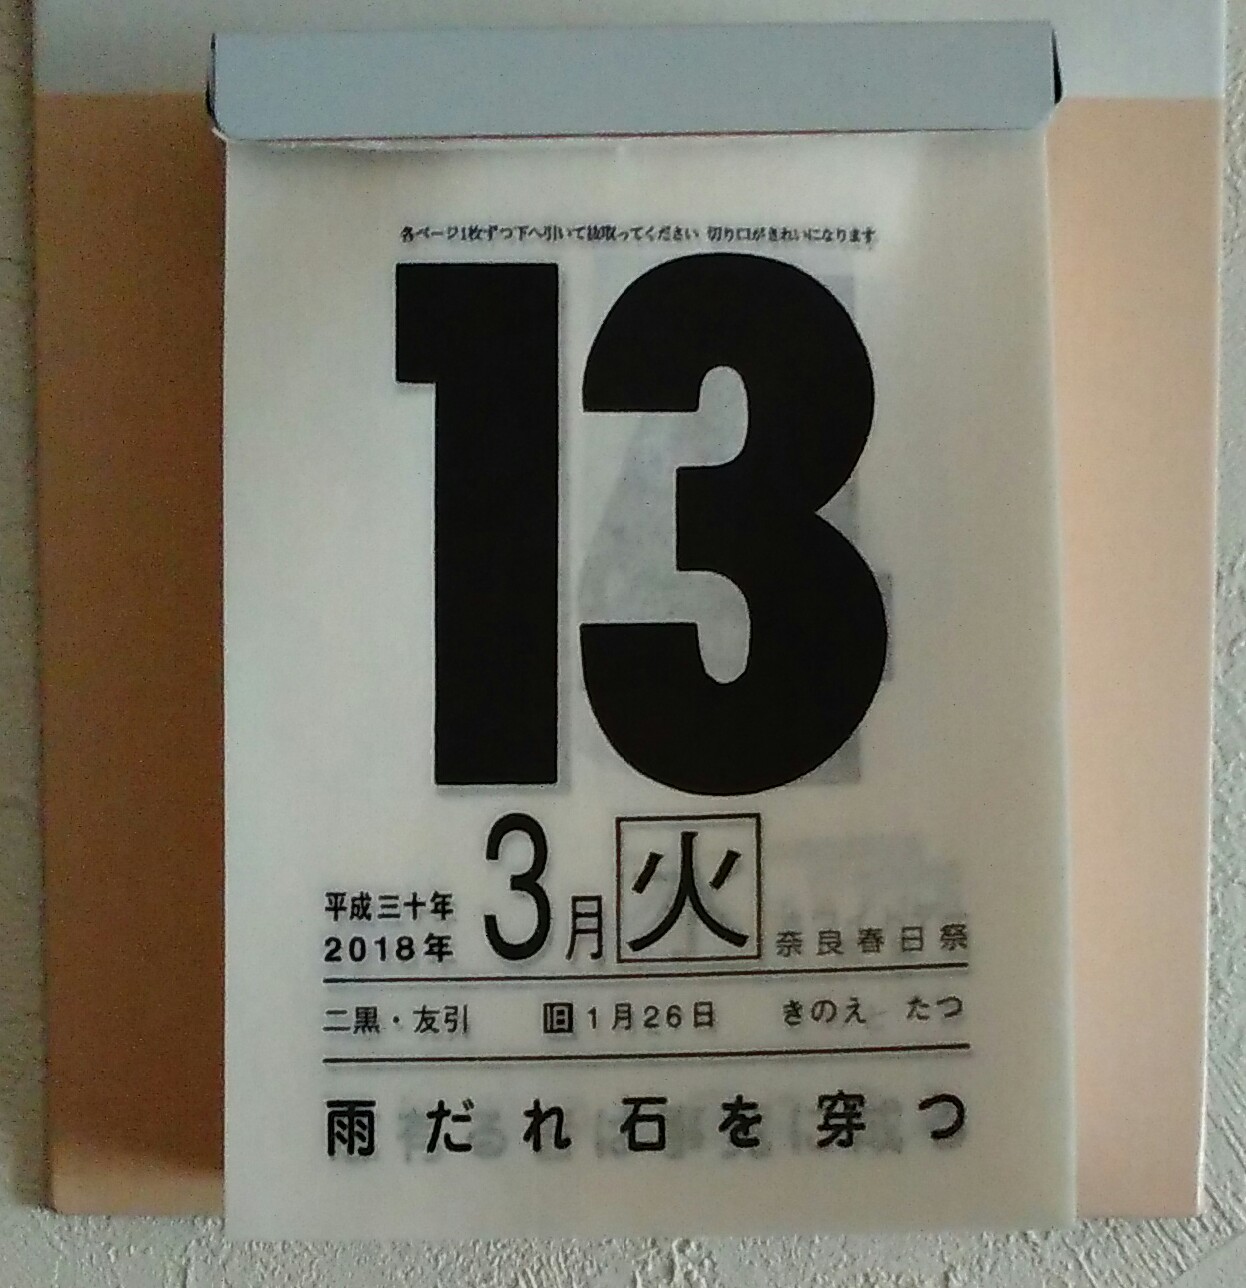 各ページ1枚ずつ下へ引いて抜取ってください 切り口がきれいになります
13
平成三十年
2018年
3月 火 奈良春日祭
二黒・友引 旧1月26日 きのえ たつ
雨だれ石を穿つ